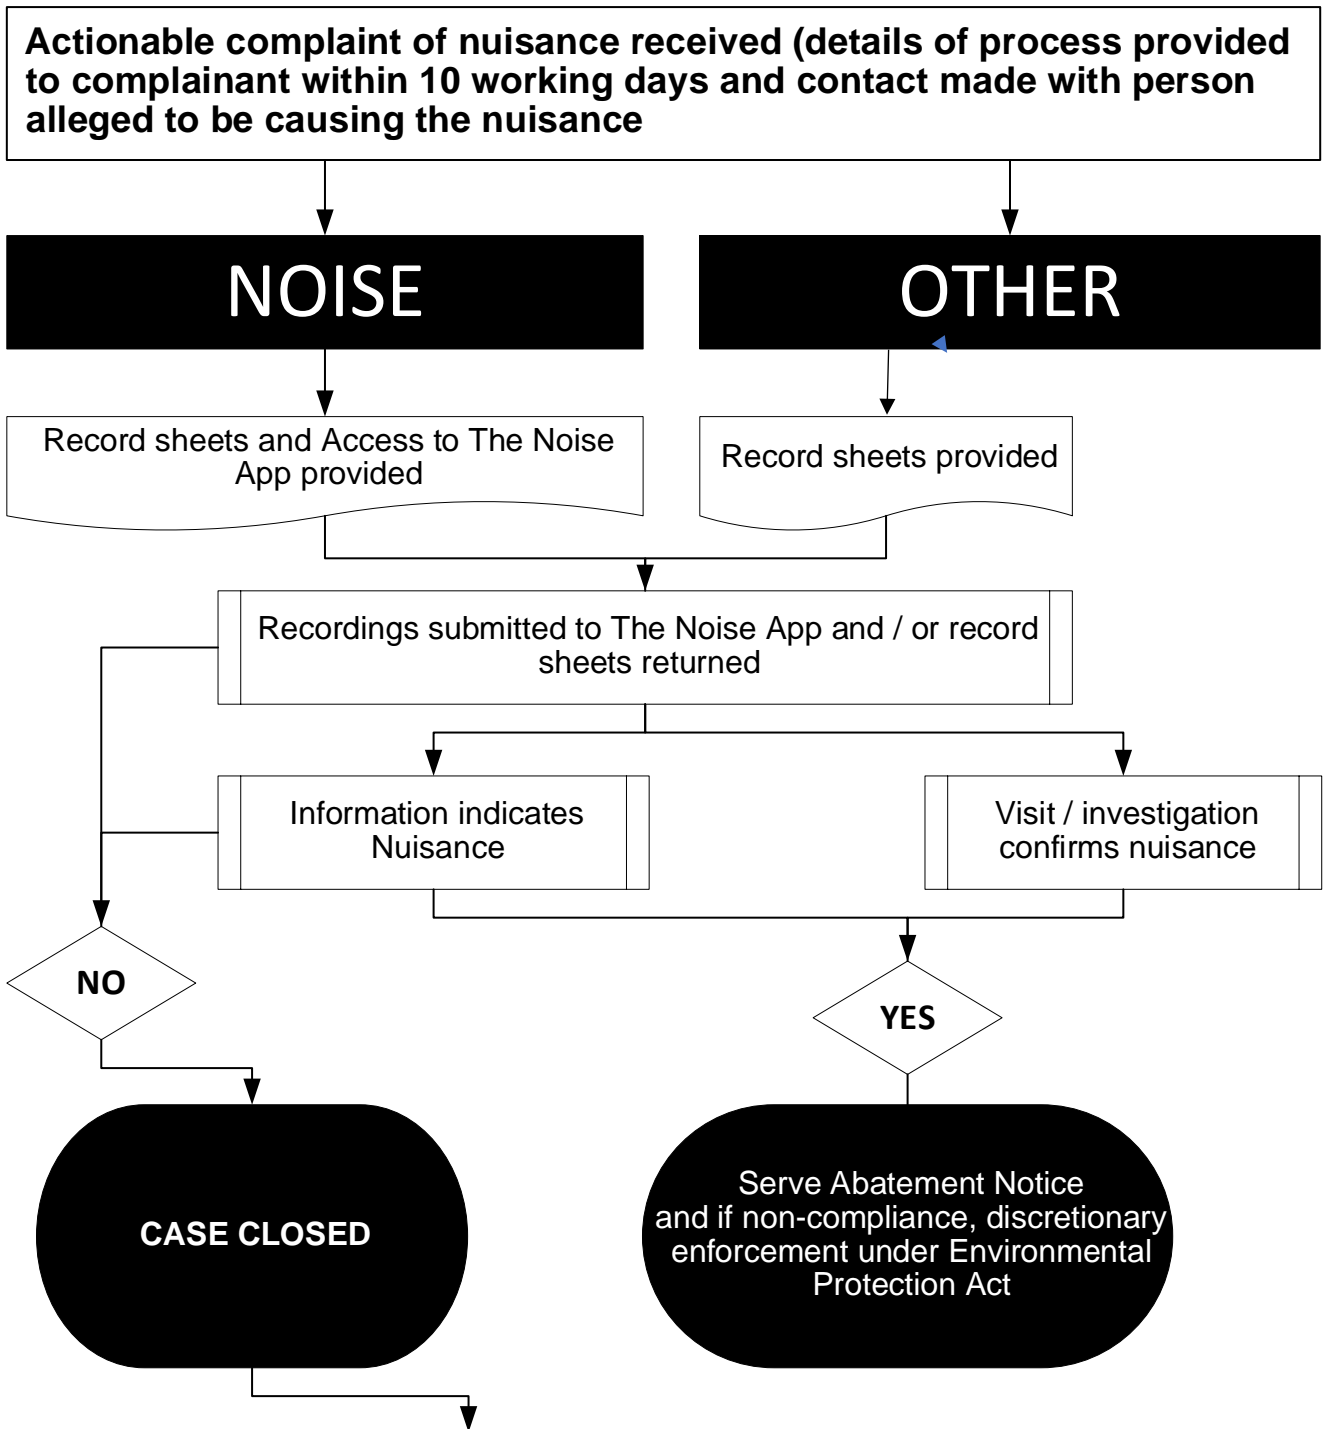 Actionable complaint of nuisance received (details of process provided
to complainant within 10 working days and contact made with person
alleged to be causing the nuisance
NOISE
OTHER
Record sheets and Access to The Noise
App provided
Record sheets provided
Recordings submitted to The Noise App and / or record
sheets returned
Information indicates
Nuisance
Visit / investigation
confirms nuisance
NO
YES
CASE CLOSED
Serve Abatement Notice
and if non-compliance, discretionary
enforcement under Environmental
Protection Act